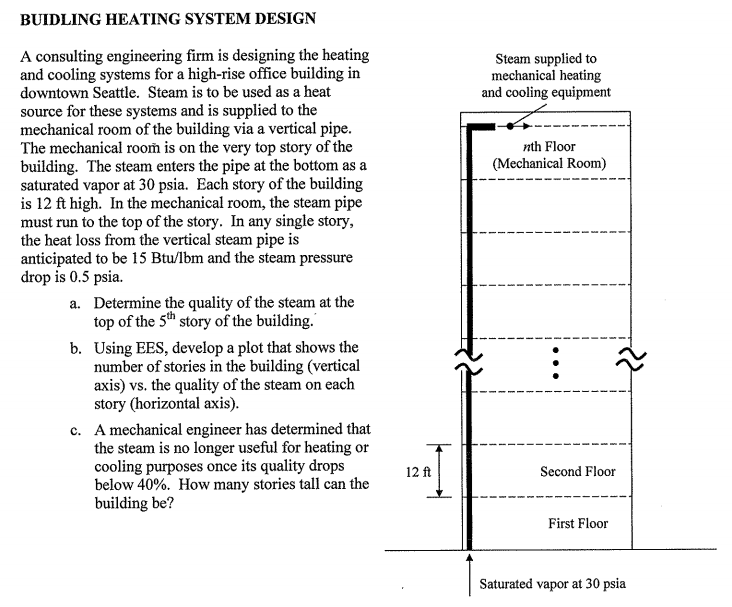 BUIDLING HEATING SYSTEM DESIGN
A consulting engineering firm is designing the heating
and cooling systems for a high-rise office building in
downtown Seattle. Steam is to be used as a heat
source for these systems and is supplied to the
mechanical room of the building via a vertical pipe.
The mechanical room is on the very top story of the
building. The steam enters the pipe at the bottom as a
saturated vapor at 30 psia. Each story of the building
is 12 ft high. In the mechanical room, the steam pipe
must run to the top of the story. In any single story,
the heat loss from the vertical steam pipe is
anticipated to be 15 Btu/lbm and the steam pressure
drop is 0.5 psia.
a. Determine the quality of the steam at the
top of the 5th story of the building.
b. Using EES, develop a plot that shows the
number of stories in the building (vertical
axis) vs. the quality of the steam on each
story (horizontal axis).
c. A mechanical engineer has determined that
the steam is no longer useful for heating or
cooling purposes once its quality drops
below 40%. How many stories tall can the
building be?
Steam supplied to
mechanical heating
and cooling equipment
nth Floor
(Mechanical Room)
12 ft
Second Floor
First Floor
Saturated vapor at 30 psia